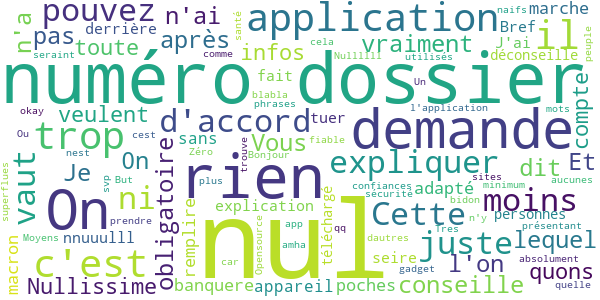 pouvez n'ai application il marche
n'a pas derrière après infos vraiment Bref J'ai naifs
santé toute fait déconseille peuple
comme cela Nullllll utilisés
seraint
numéro dossier
okay blabla Un compte
Ou cest phrases tuer l'application mots
trop d'accord demande
veulent sans Vous fiable
Zéro Bonjour
Je On expliquer dit Et
nest plus trouve sites aucunes
vaut On ni But svp rien confiances minimum
obligatoire sécurité adapté moins
superflues prendre remplire explication bidon n'y
macron nnuuulll app téléchargé Cette personnes lequel
Moyens Opensource amha qq dautres présentant
c'est nul juste
car seire Tres absolument
banquere gadget l'on quons
Nullissime appareil poches conseille quelle